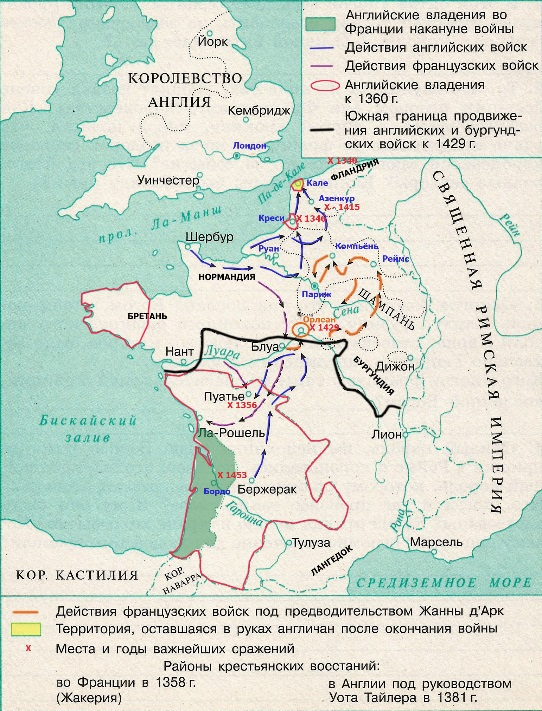 Английские владения во
Франции накануне войны
Действия английских войск
Действия французских войск
Английские владения
к 1360 г.
Южная граница продвиже-
ния английских и бургунд-
ских войск к 1429 г.
Йорк
КОРОЛЕВСТВО
АНГЛИЯ
Кембридж
Лондон
Уинчестер
Па-де-Кале
X 1340
ФЛАНДРИЯ
Кале
Азенкур
X - 1415
Креси
X 1346
прол. Ла-Манш
Шербур
Руан
Компьень
Реймс
НОРМАНДИЯ
Париж
Сена
ШАМПАНЬ
СВЯЩЕННАЯ РИМСКАЯ ИМПЕРИЯ
Рейн
БРЕТАНЬ
Орлеан
X 1429
Нант
Луара
Блуа
БУРГУНДИЯ
Дижон
Бискайский
залив
Пуатье
X 1356
Ла-Рошель
Лион
X 1453
Бордо
Бержерак
Гаронна
Рона
Тулуза
Марсель
ЛАНГЕДОК
КОР. КАСТИЛИЯ
КОР.
НАВАРРА
СРЕДИЗЕМНОЕ МОРЕ
Действия французских войск под предводительством Жанны д'Арк
Территория, оставшаяся в руках англичан после окончания войны
x Места и годы важнейших сражений
Районы крестьянских восстаний:
во Франции в 1358 г.
(Жакерия)
в Англии под руководством
Уота Тайлера в 1381 г.